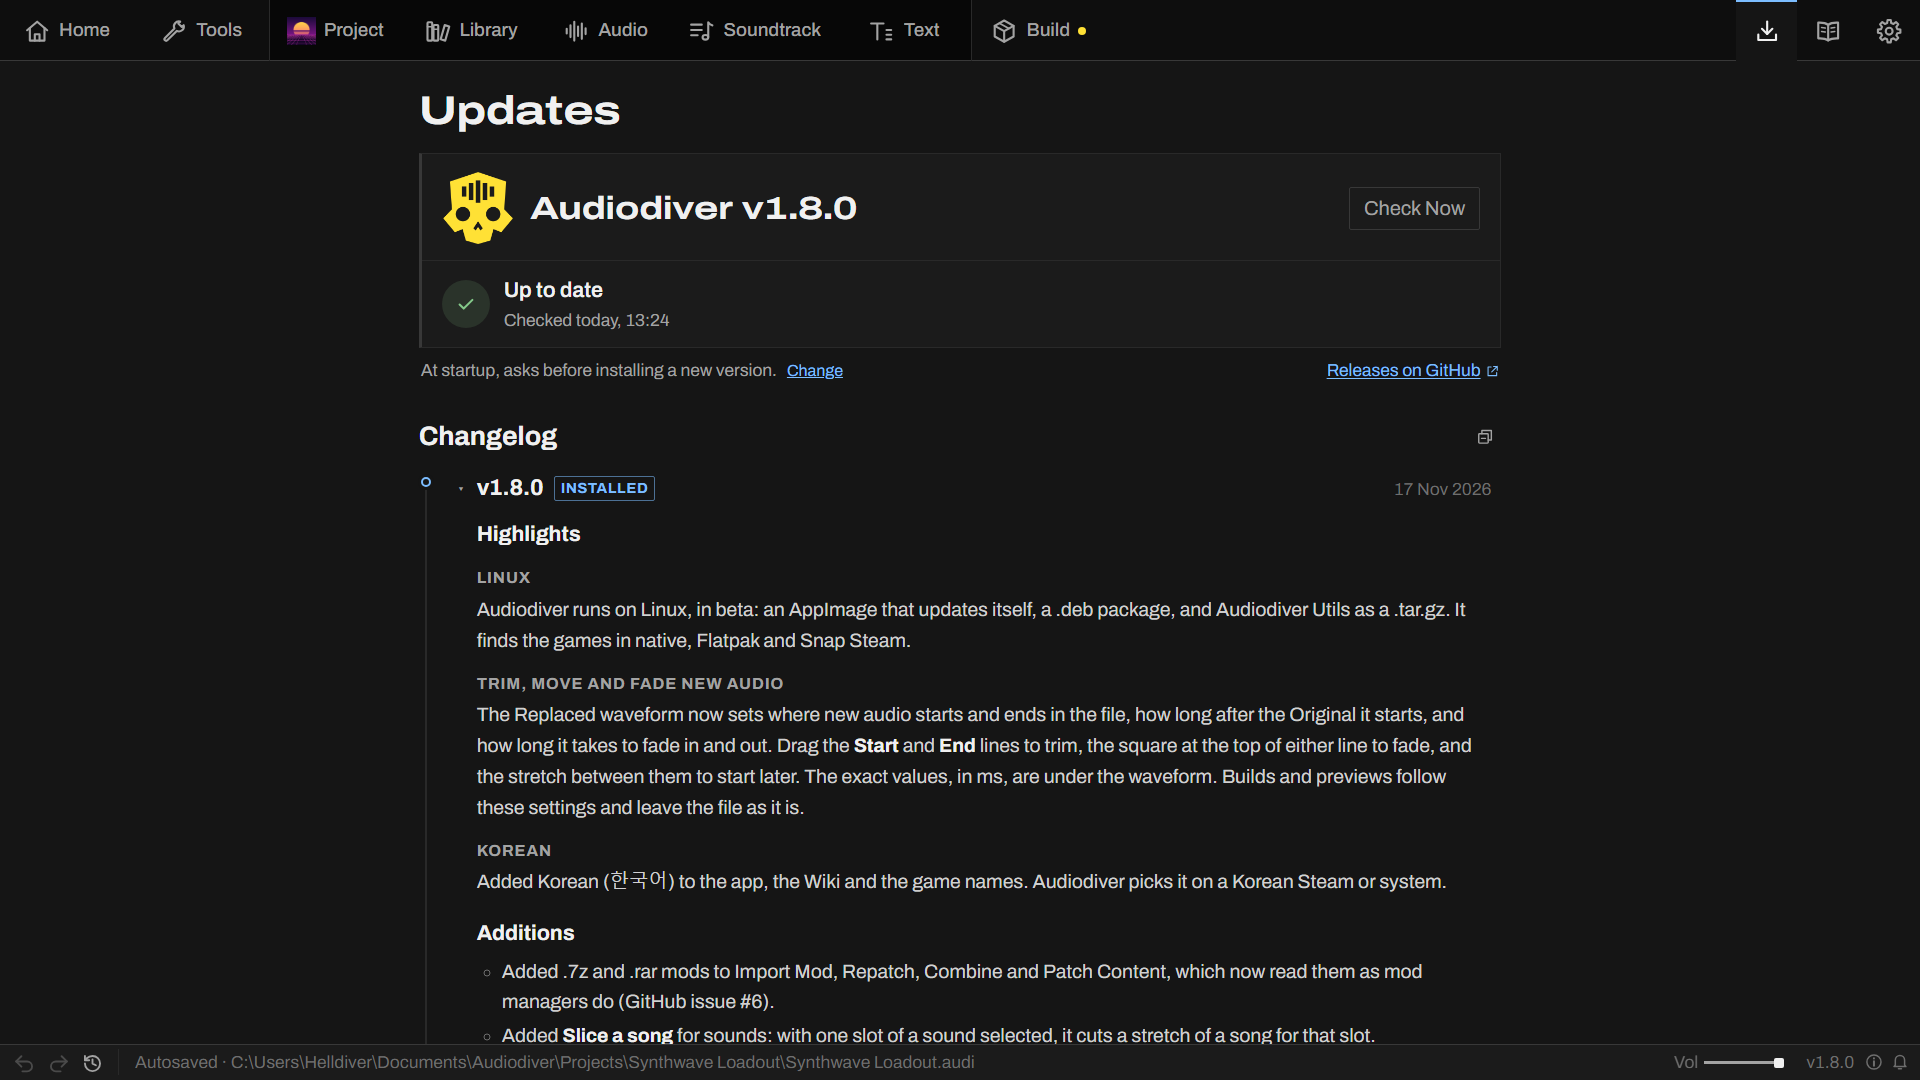 Home
Tools
Project
Library
Audio
Soundtrack
Text
Build
Updates
Audiodiver v1.8.0
Check Now
Up to date
Checked today, 13:24
At startup, asks before installing a new version. Change
Releases on GitHub
Changelog
v1.8.0 INSTALLED
17 Nov 2026
Highlights
LINUX
Audiodiver runs on Linux, in beta: an AppImage that updates itself, a .deb package, and Audiodiver Utils as a .tar.gz. It
finds the games in native, Flatpak and Snap Steam.
TRIM, MOVE AND FADE NEW AUDIO
The Replaced waveform now sets where new audio starts and ends in the file, how long after the Original it starts, and
how long it takes to fade in and out. Drag the Start and End lines to trim, the square at the top of either line to fade, and
the stretch between them to start later. The exact values, in ms, are under the waveform. Builds and previews follow
these settings and leave the file as it is.
KOREAN
Added Korean (한국어) to the app, the Wiki and the game names. Audiodiver picks it on a Korean Steam or system.
Additions
Added .7z and .rar mods to Import Mod, Repatch, Combine and Patch Content, which now read them as mod
managers do (GitHub issue #6).
Added Slice a song for sounds: with one slot of a sound selected, it cuts a stretch of a song for that slot.
Autosaved · C:\Users\Helldiver\Documents\Audiodiver\Projects\Synthwave Loadout\Synthwave Loadout.audi
Vol
v1.8.0